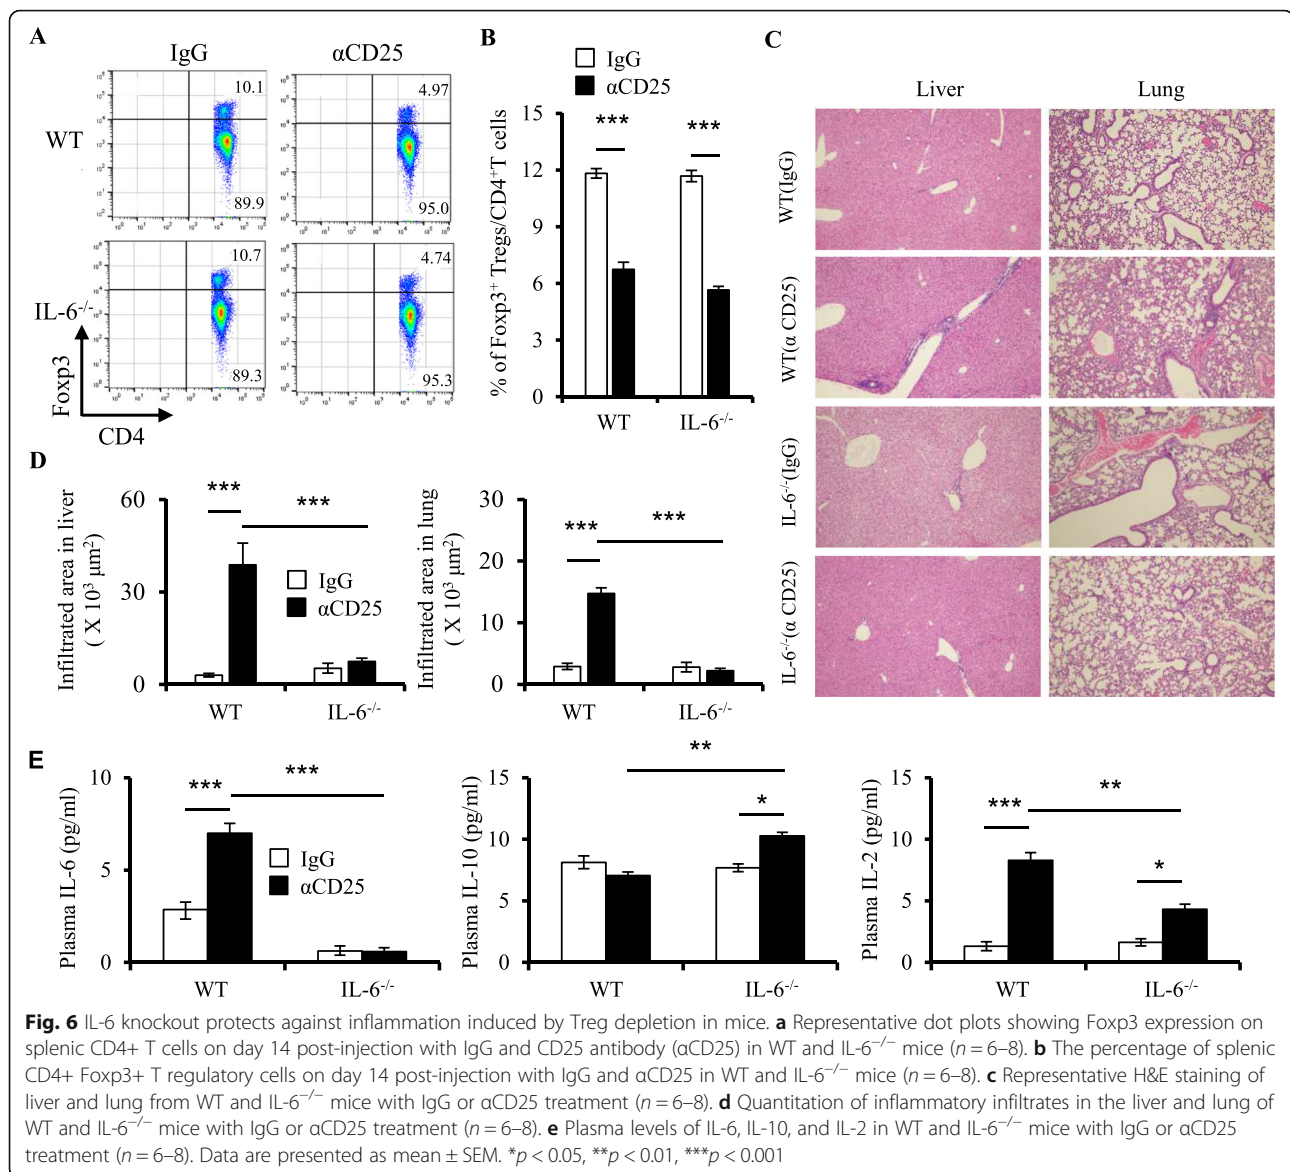 A
IgG
αCD25
WT
10.1
4.97
89.9
95.0
10.7
4.74
IL-6-/-
89.3
95.3
Foxp3
CD4
B
IgG
αCD25
% of Foxp3+ Tregs/CD4+T cells
15
12
9
6
3
0
***
***
WT
IL-6-/-
C
Liver
Lung
WT(IgG)
WT(α CD25)
IL-6-/-(IgG)
IL-6-/-(α CD25)
D
Infiltrated area in liver
( X 10³ μm²)
60
30
0
***
***
IgG
αCD25
WT
IL-6-/-
Infiltrated area in lung
( X 10³ μm²)
30
20
10
0
***
***
WT
IL-6-/-
E
Plasma IL-6 (pg/ml)
10
5
0
***
***
IgG
αCD25
WT
IL-6-/-
Plasma IL-10 (pg/ml)
15
10
5
0
**
*
WT
IL-6-/-
Plasma IL-2 (pg/ml)
15
10
5
0
***
**
*
WT
IL-6-/-
Fig. 6 IL-6 knockout protects against inflammation induced by Treg depletion in mice. a Representative dot plots showing Foxp3 expression on
splenic CD4+ T cells on day 14 post-injection with IgG and CD25 antibody (αCD25) in WT and IL-6−/− mice (n = 6–8). b The percentage of splenic
CD4+ Foxp3+ T regulatory cells on day 14 post-injection with IgG and αCD25 in WT and IL-6−/− mice (n = 6–8). c Representative H&E staining of
liver and lung from WT and IL-6−/− mice with IgG or αCD25 treatment (n = 6–8). d Quantitation of inflammatory infiltrates in the liver and lung of
WT and IL-6−/− mice with IgG or αCD25 treatment (n = 6–8). e Plasma levels of IL-6, IL-10, and IL-2 in WT and IL-6−/− mice with IgG or αCD25
treatment (n = 6–8). Data are presented as mean ± SEM. *p < 0.05, **p < 0.01, ***p < 0.001